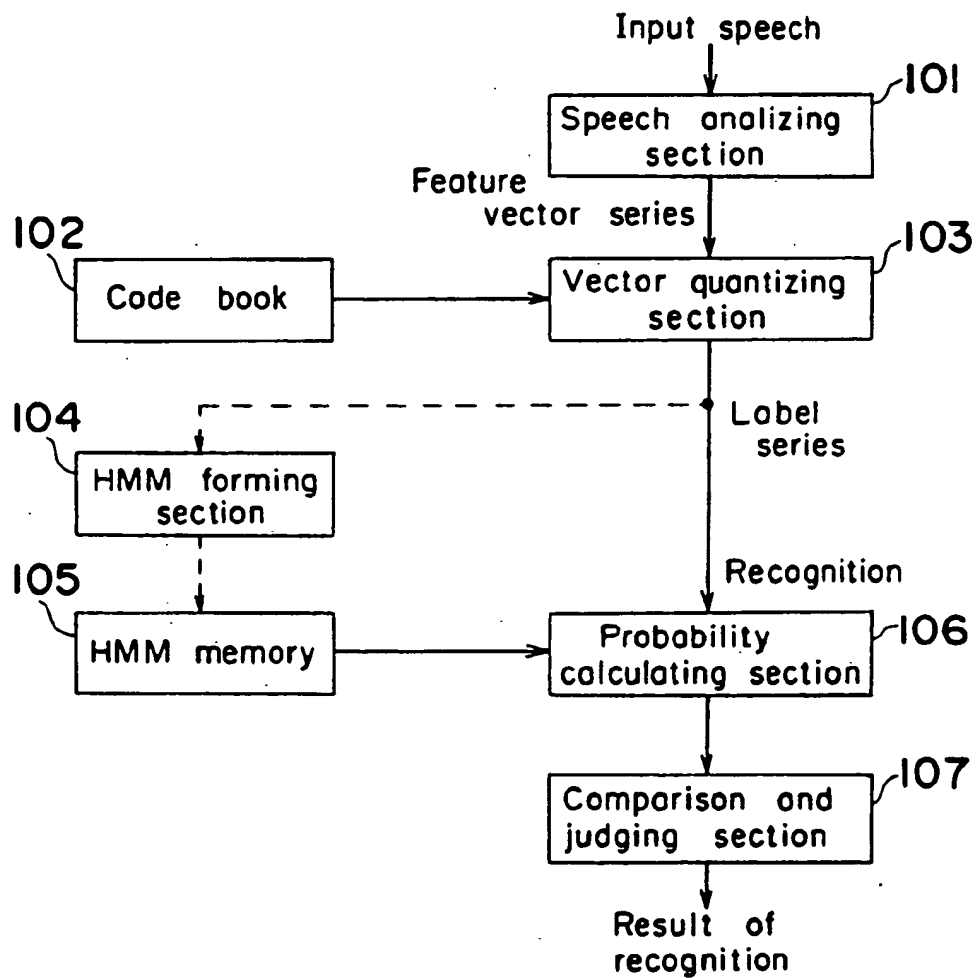 Input speech
101
Speech analizing
section
Feature
vector series
102
Code book
103
Vector quantizing
section
Label
series
104
HMM forming
section
105
HMM memory
Recognition
106
Probability
calculating section
107
Comparison and
judging section
Result of
recognition